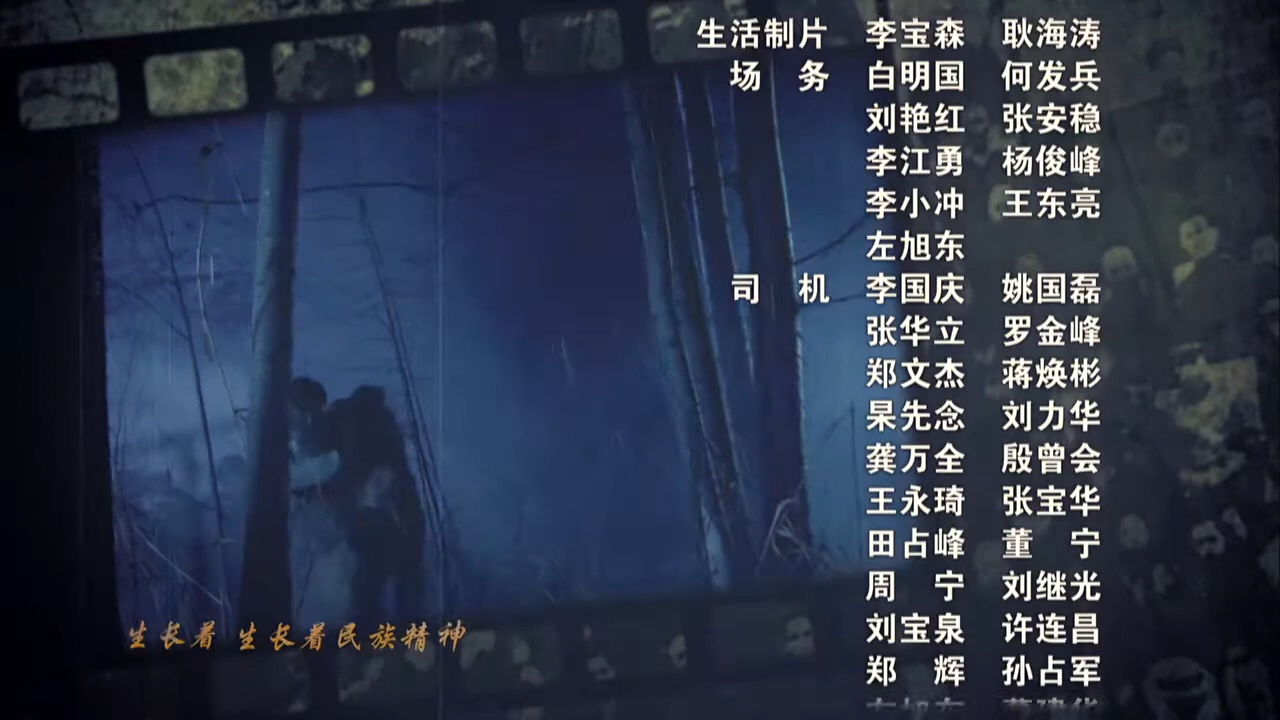 生活制片 李宝森 耿海涛
场 务 白明国 何发兵
刘艳红 张安稳
李江勇 杨俊峰
李小冲 王东亮
左旭东
司 机 李国庆 姚国磊
张华立 罗金峰
郑文杰 蒋焕彬
杲先念 刘力华
龚万全 殷曾会
王永琦 张宝华
田占峰 董 宁
周 宁 刘继光
刘宝泉 许连昌
郑 辉 孙占军
生长着 生长着民族精神